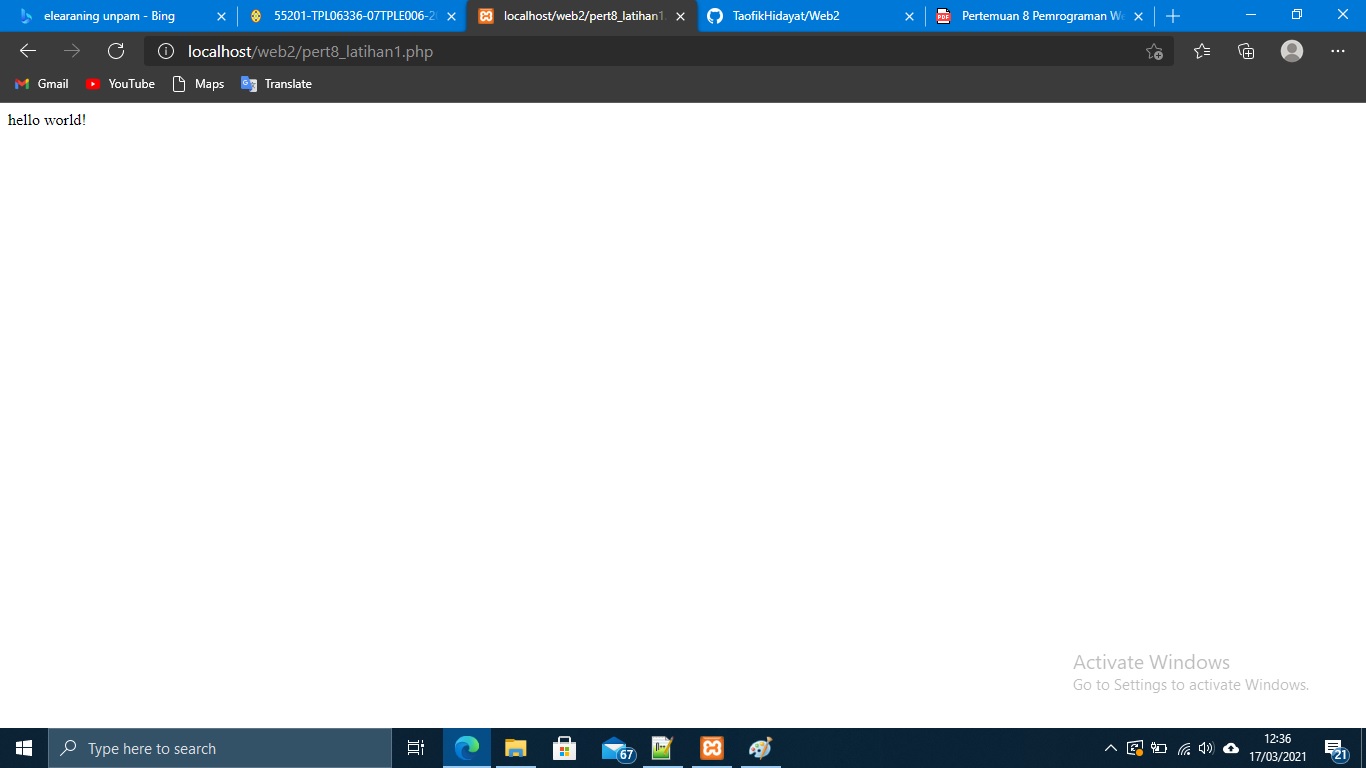 elearaning unpam - Bing
55201-TPL06336-07TPLE006-2
localhost/web2/pert8_latihan1.
TaofikHidayat/Web2
Pertemuan 8 Pemrograman We
localhost/web2/pert8_latihan1.php
Gmail
YouTube
Maps
Translate
hello world!
Activate Windows
Go to Settings to activate Windows.
Type here to search
67
12:36
17/03/2021
21